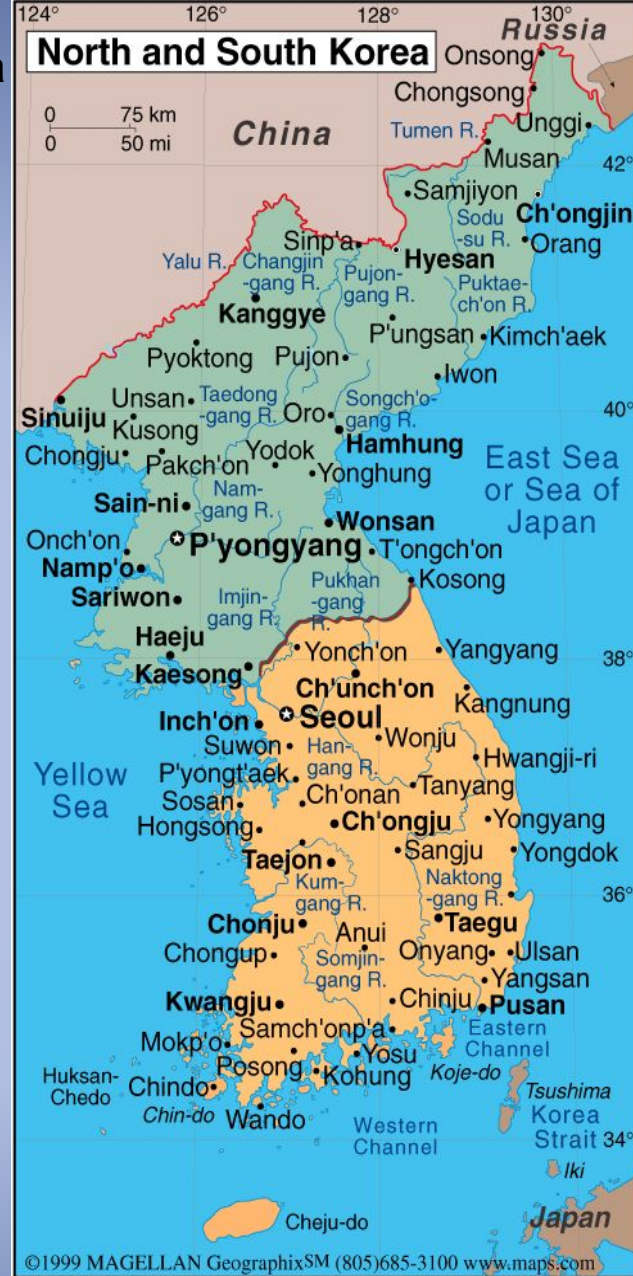 124°
126°
128°
130°
n
North and South Korea
Russia
Onsong
Chongsong
0 75 km
0 50 mi
China
Tumen R.
Unggi
Musan
42°
Samjiyon
Sodu
-su R.
Ch'ongjin
Sinp'a
Orang
Yalu R.
Changjin
-gang R.
Pujon-
gang R.
Hyesan
Puktae-
ch'on R.
Kanggye
P'ungsan
Kimch'aek
Pyoktong
Pujon
Iwon
Unsan
Taedong
-gang R.
Songch'o-
gang R.
40°
Sinuiju
Kusong
Oro
Hamhung
Chongju
Pakch'on
Yodok
Yonghung
East Sea
or Sea of
Japan
Sain-ni
Nam-
gang R.
Wonsan
Onch'on
P'yongyang
T'ongch'on
Namp'o
Kosong
Sariwon
Imjin-
gang R.
Pukhan
-gang
R.
Haeju
Yonch'on
Yangyang
38°
Kaesong
Ch'unch'on
Kangnung
Inch'on
Seoul
Suwon
Han-
gang R.
Wonju
Hwangji-ri
Yellow
Sea
P'yongt'aek
Tanyang
Sosan
Ch'onan
Hongsong
Ch'ongju
Yongyang
Taejon
Sangju
Yongdok
Kum-
gang R.
Naktong
-gang R.
36°
Chonju
Anui
Taegu
Chongup
Somjin-
gang R.
Onyang
Ulsan
Yangsan
Kwangju
Chinju
Pusan
Samch'onp'a
Eastern
Channel
Mokp'o
Posong
Yosu
Koje-do
Huksan-
Chedo
Chindo
Kohung
Tsushima
Chin-do
Wando
Western
Channel
Korea
Strait
34°
Iki
Japan
Cheju-do
©1999 MAGELLAN Geographix℠ (805)685-3100 www.maps.com